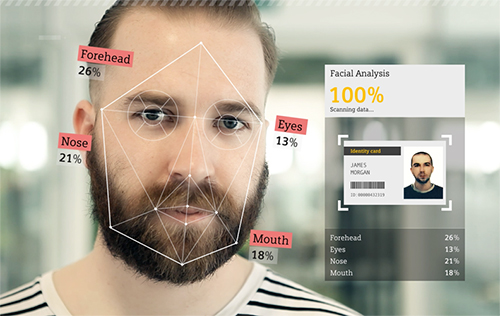 Forehead
26%
Nose
21%
Eyes
13%
Mouth
18%
Facial Analysis
100%
Scanning data...
Identity card
JAMES
MORGAN
ID:00000432319
Forehead 26%
Eyes 13%
Nose 21%
Mouth 18%